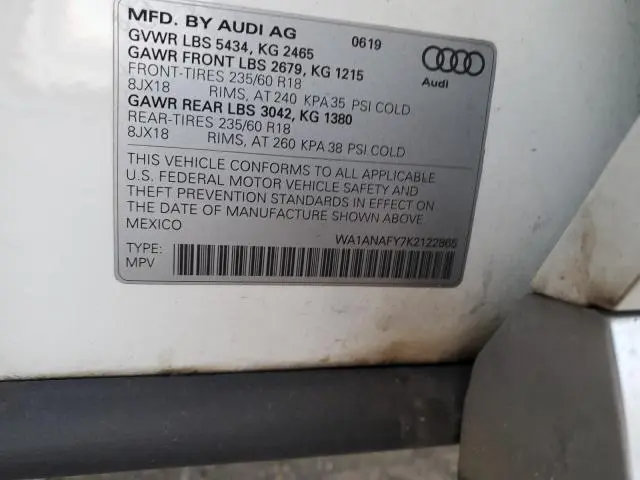 MFD. BY AUDI AG 0619
GVWR LBS 5434, KG 2465
GAWR FRONT LBS 2679, KG 1215
FRONT-TIRES 235/60 R18
8JX18 RIMS, AT 240 KPA 35 PSI COLD
GAWR REAR LBS 3042, KG 1380
REAR-TIRES 235/60 R18
8JX18 RIMS, AT 260 KPA 38 PSI COLD
Audi
THIS VEHICLE CONFORMS TO ALL APPLICABLE
U.S. FEDERAL MOTOR VEHICLE SAFETY AND
THEFT PREVENTION STANDARDS IN EFFECT ON
THE DATE OF MANUFACTURE SHOWN ABOVE.
MEXICO
WA1ANAFY7K2122865
TYPE:
MPV